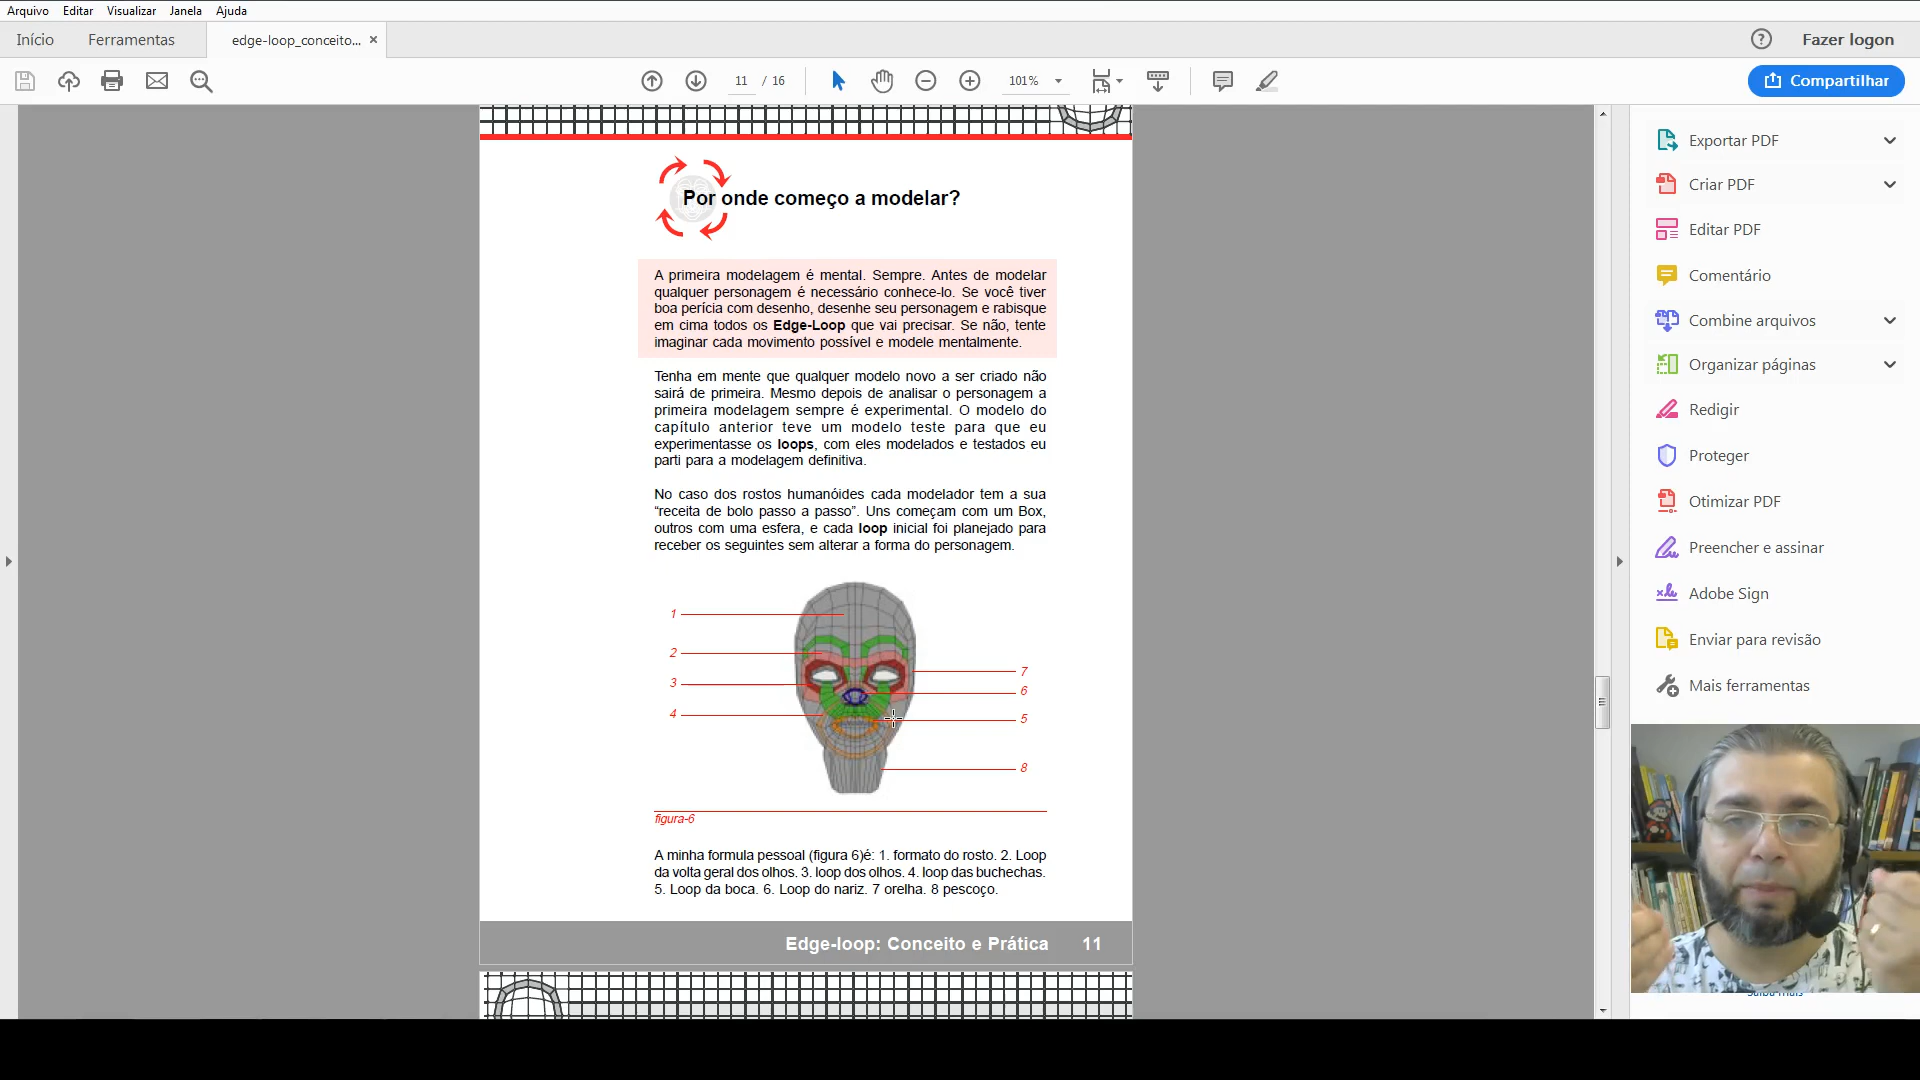 Arquivo Editar Visualizar Janela Ajuda
Início Ferramentas edge-loop_conceito... × Fazer logon
11 / 16 101% Compartilhar
Por onde começo a modelar?
A primeira modelagem é mental. Sempre. Antes de modelar
qualquer personagem é necessário conhece-lo. Se você tiver
boa perícia com desenho, desenhe seu personagem e rabisque
em cima todos os Edge-Loop que vai precisar. Se não, tente
imaginar cada movimento possível e modele mentalmente.
Tenha em mente que qualquer modelo novo a ser criado não
sairá de primeira. Mesmo depois de analisar o personagem a
primeira modelagem sempre é experimental. O modelo do
capítulo anterior teve um modelo teste para que eu
experimentasse os loops, com eles modelados e testados eu
parti para a modelagem definitiva.
No caso dos rostos humanóides cada modelador tem a sua
“receita de bolo passo a passo”. Uns começam com um Box,
outros com uma esfera, e cada loop inicial foi planejado para
receber os seguintes sem alterar a forma do personagem.
1
2
3
4
7
6
5
8
figura-6
A minha formula pessoal (figura 6)é: 1. formato do rosto. 2. Loop
da volta geral dos olhos. 3. loop dos olhos. 4. loop das buchechas.
5. Loop da boca. 6. Loop do nariz. 7 orelha. 8 pescoço.
Edge-loop: Conceito e Prática 11
Exportar PDF
Criar PDF
Editar PDF
Comentário
Combine arquivos
Organizar páginas
Redigir
Proteger
Otimizar PDF
Preencher e assinar
Adobe Sign
Enviar para revisão
Mais ferramentas